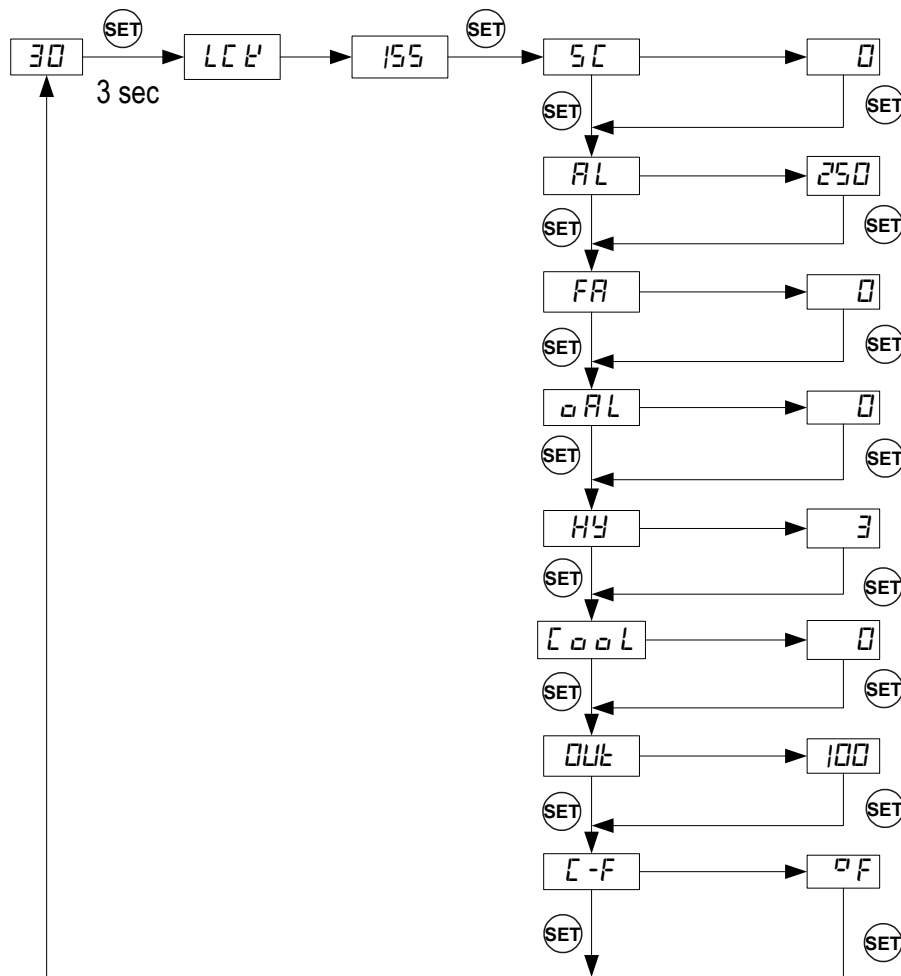 SET SET
30 LCK 155 SC 0
3 sec
SET SET
AL 250
SET SET
FA 0
SET SET
oAL 0
SET SET
HY 3
SET SET
CooL 0
SET SET
OUt 100
SET SET
C-F °F
SET SET